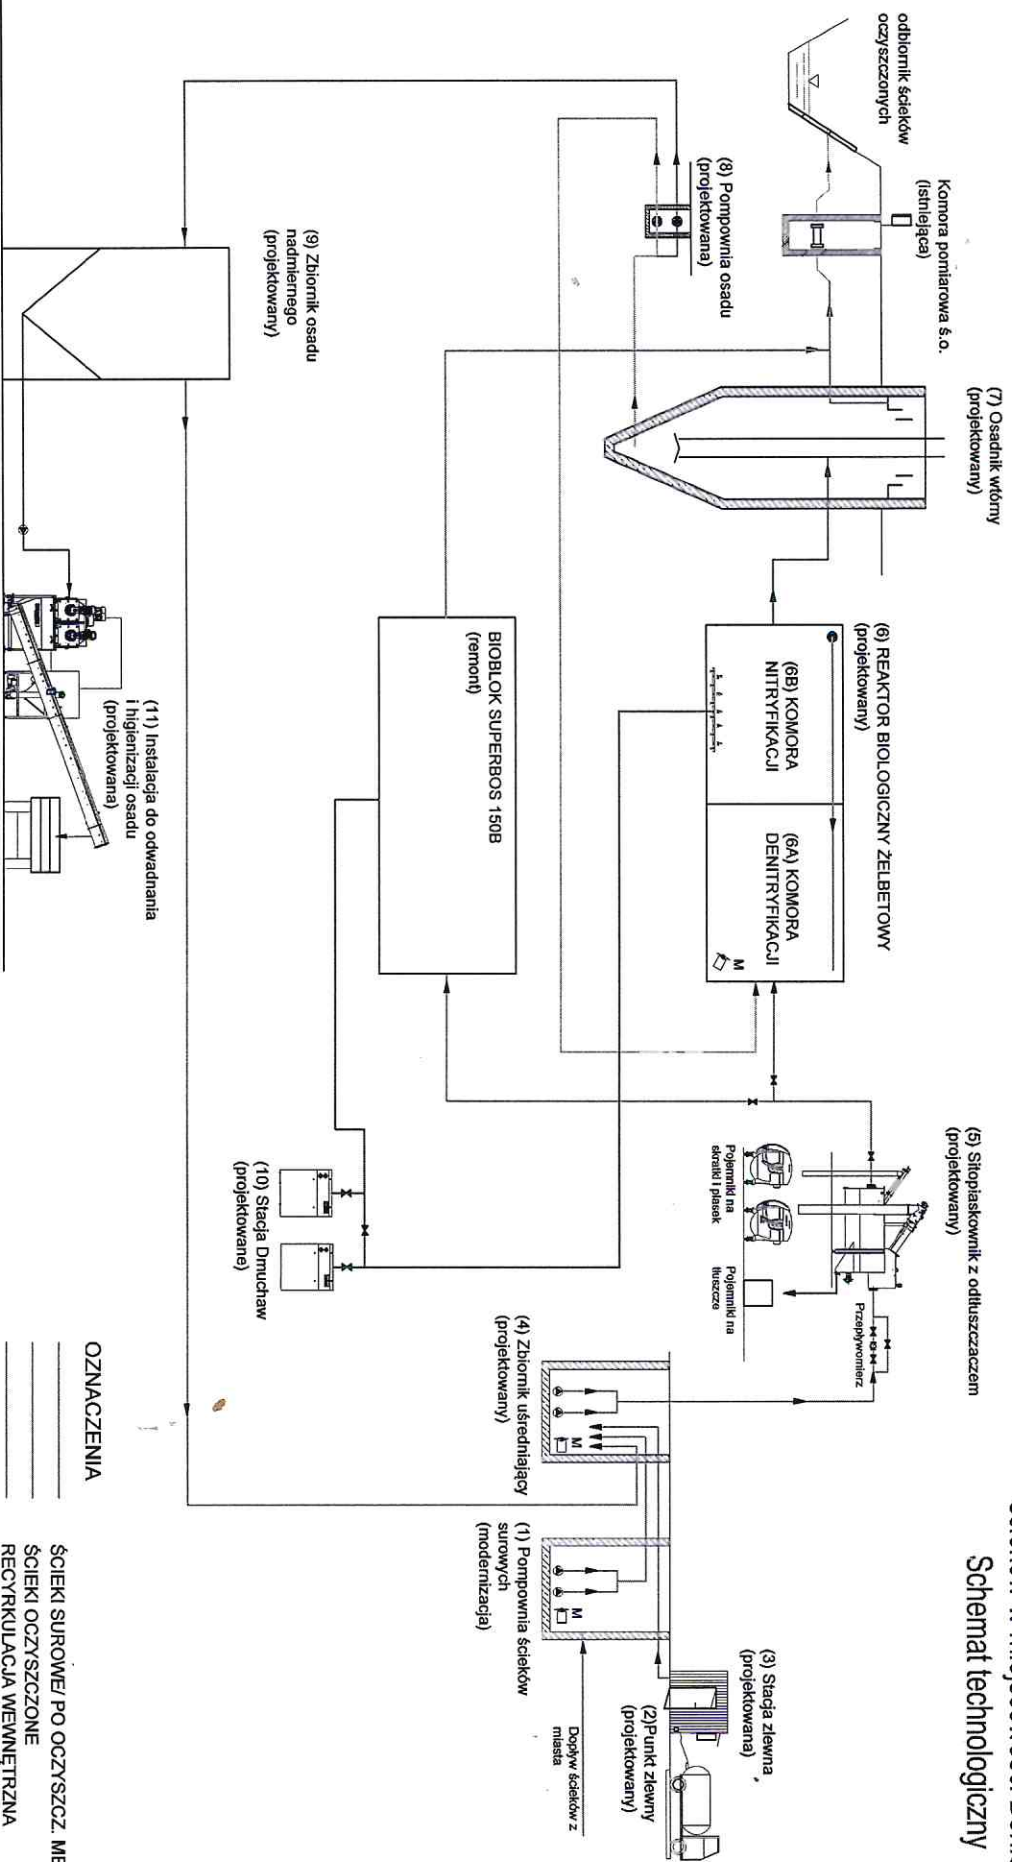 Schemat technologiczny
odbiornik ścieków
oczyszczonych
Komora pomiarowa ś.o.
(istniejąca)
(7) Osadnik wtórny
(projektowany)
(8) Pompownia osadu
(projektowana)
(6) REAKTOR BIOLOGICZNY ŻELBETOWY
(projektowany)
(6B) KOMORA
NITRYFIKACJI
(6A) KOMORA
DENITRYFIKACJI
M
(5) Sitopiaskownik z odtłuszczaczem
(projektowany)
Pojemniki na
skratki i piasek
Pojemniki na
tłuszcze
Przepływomierz
(9) Zbiornik osadu
nadmiernego
(projektowany)
BIOBLOK SUPERBOS 150B
(remont)
(10) Stacja Dmuchaw
(projektowane)
(4) Zbiornik uśredniający
(projektowany)
M
(1) Pompownia ścieków
surowych
(modernizacja)
M
(3) Stacja zlewna
(projektowana)
(2)Punkt zlewny
(projektowany)
Dopływ ścieków z
miasta
(11) Instalacja do odwadnania
i higienizacji osadu
(projektowana)
OZNACZENIA
ŚCIEKI SUROWE/ PO OCZYSZCZ.
ŚCIEKI OCZYSZCZONE
RECYRKULACJA WEWNĘTRZNA